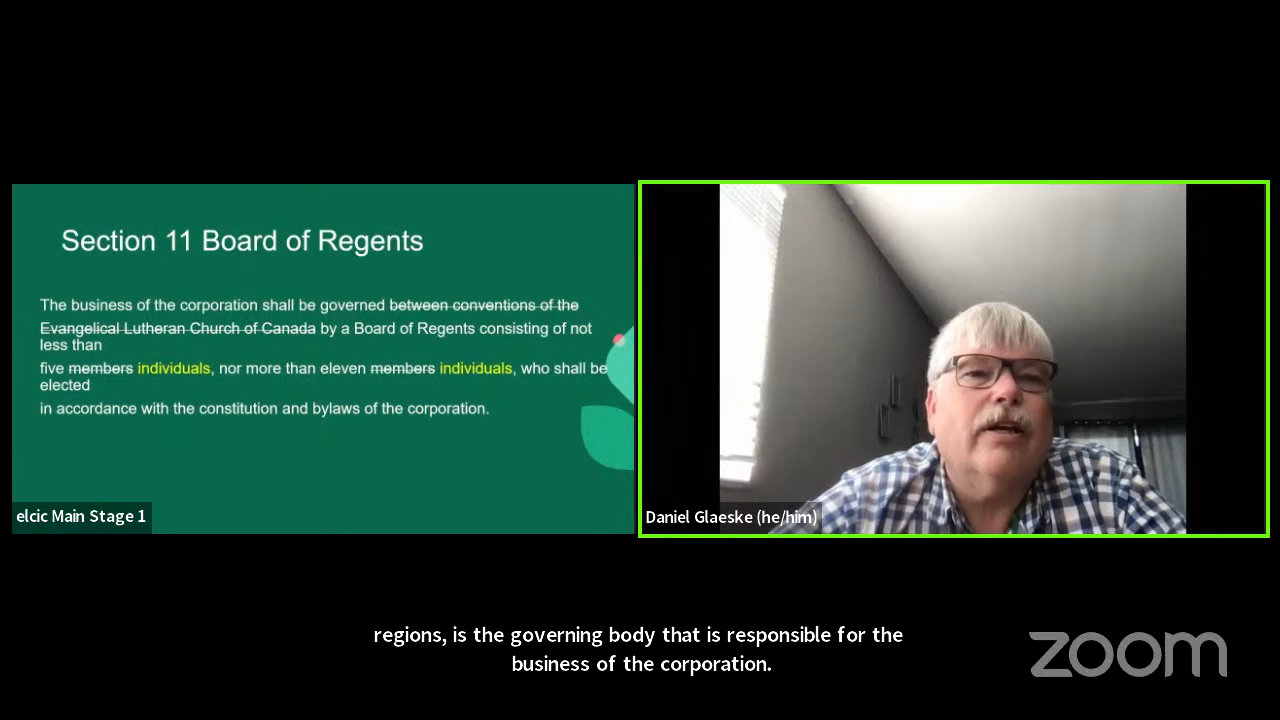 Section 11 Board of Regents
The business of the corporation shall be governed between conventions of the
Evangelical Lutheran Church of Canada by a Board of Regents consisting of not
less than
five members individuals, nor more than eleven members individuals, who shall be
elected
in accordance with the constitution and bylaws of the corporation.
elcic Main Stage 1
Daniel Glaeske (he/him)
regions, is the governing body that is responsible for the
business of the corporation.
zoom